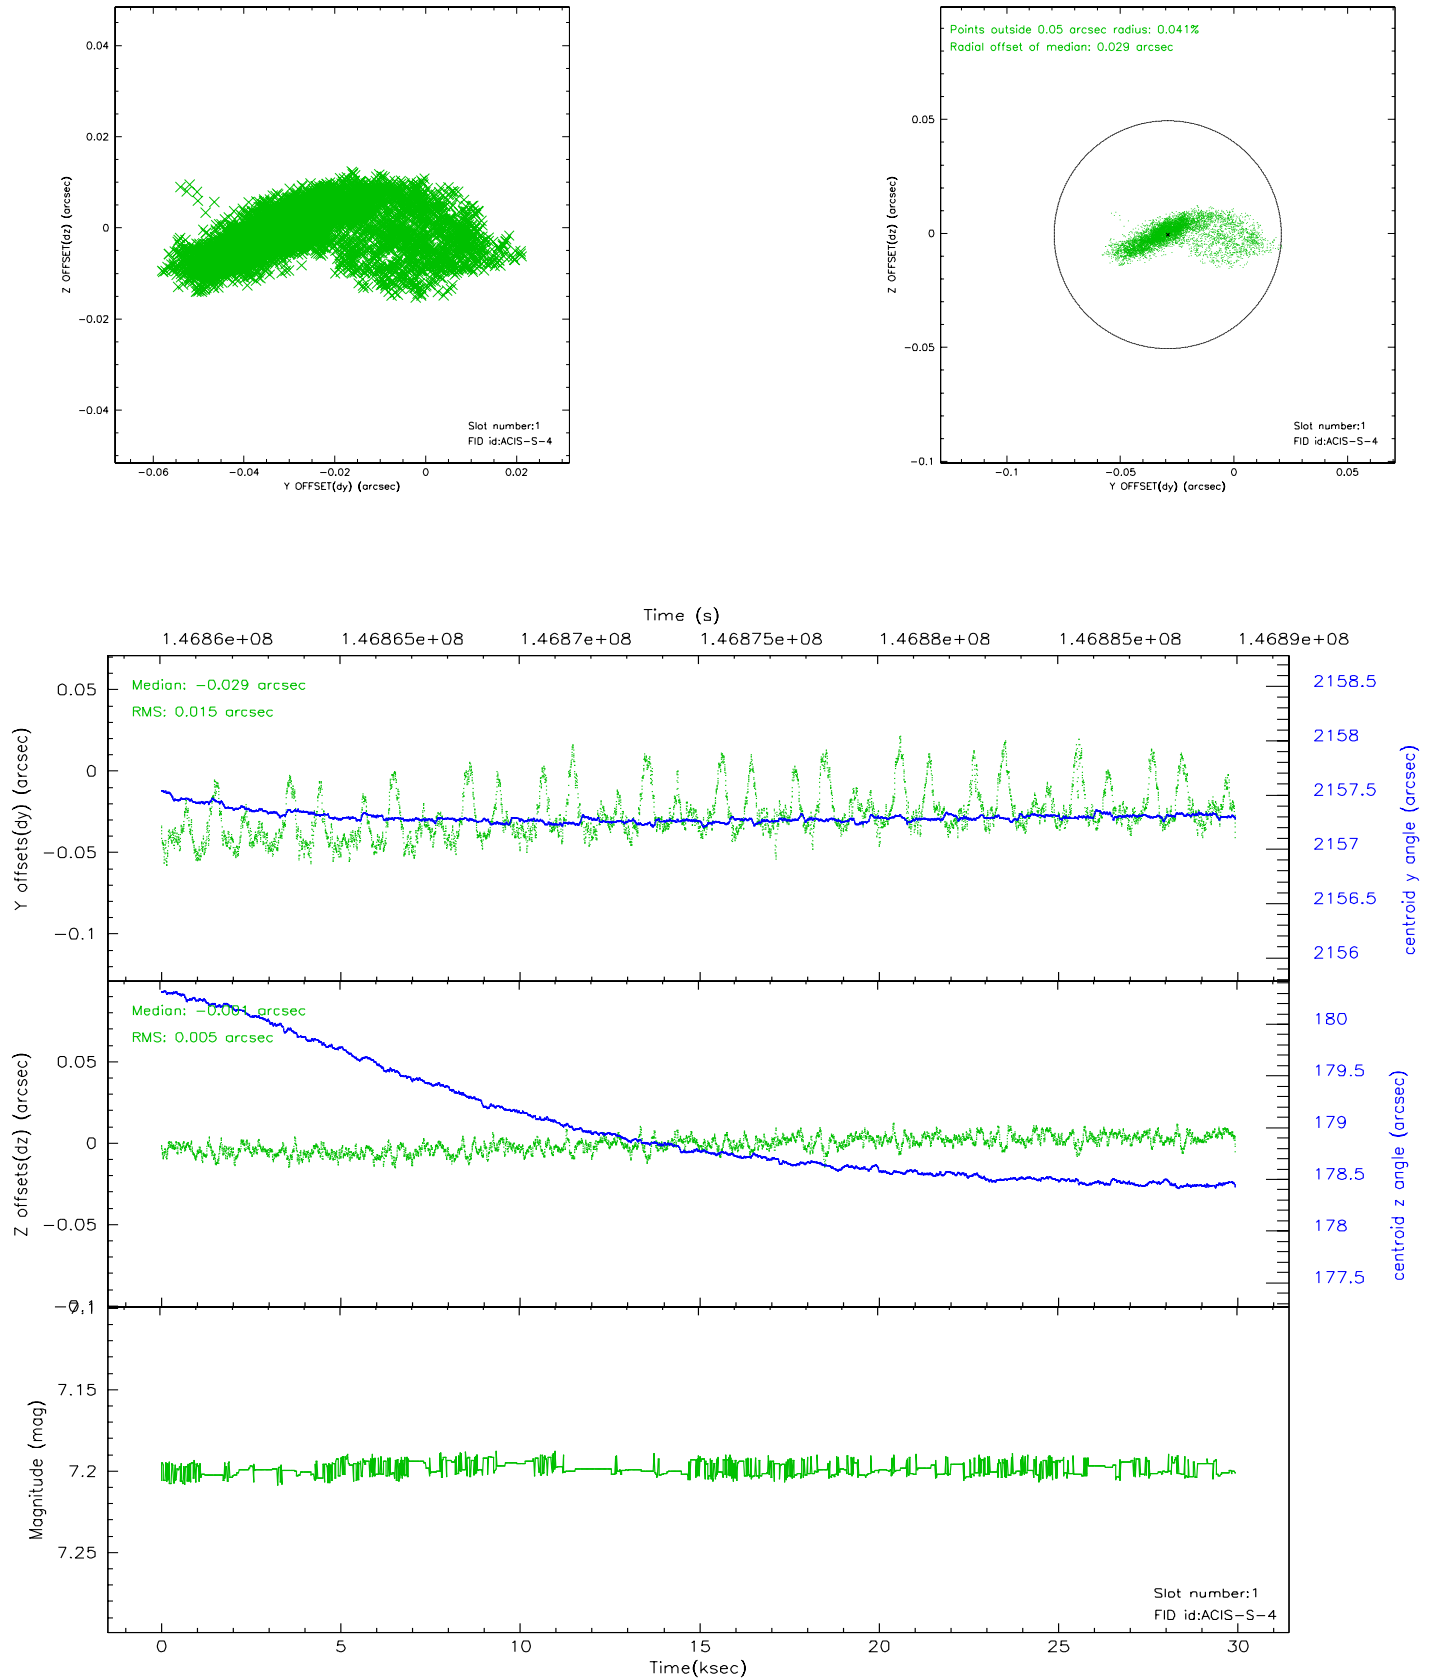 0.04
0.02
0
-0.02
-0.04
Z OFFSET(dz) (arcsec)
Slot number:1
FID id:ACIS-S-4
-0.06 -0.04 -0.02 0 0.02
Y OFFSET(dy) (arcsec)
Points outside 0.05 arcsec radius: 0.041%
Radial offset of median: 0.029 arcsec
0.05
0
-0.05
-0.1
Z OFFSET(dz) (arcsec)
Slot number:1
FID id:ACIS-S-4
-0.1 -0.05 0 0.05
Y OFFSET(dy) (arcsec)
Time (s)
1.4686e+08 1.46865e+08 1.4687e+08 1.46875e+08 1.4688e+08 1.46885e+08 1.4689e+08
Median: -0.029 arcsec
RMS: 0.015 arcsec
0.05
0
-0.05
-0.1
Y offsets(dy) (arcsec)
2158.5
2158
2157.5
2157
2156.5
2156
centroid y angle (arcsec)
Median: -0.001 arcsec
RMS: 0.005 arcsec
0.05
0
-0.05
-0.1
Z offsets(dz) (arcsec)
180
179.5
179
178.5
178
177.5
centroid z angle (arcsec)
7.1
7.15
7.2
7.25
Magnitude (mag)
Slot number:1
FID id:ACIS-S-4
0 5 10 15 20 25 30
Time(ksec)